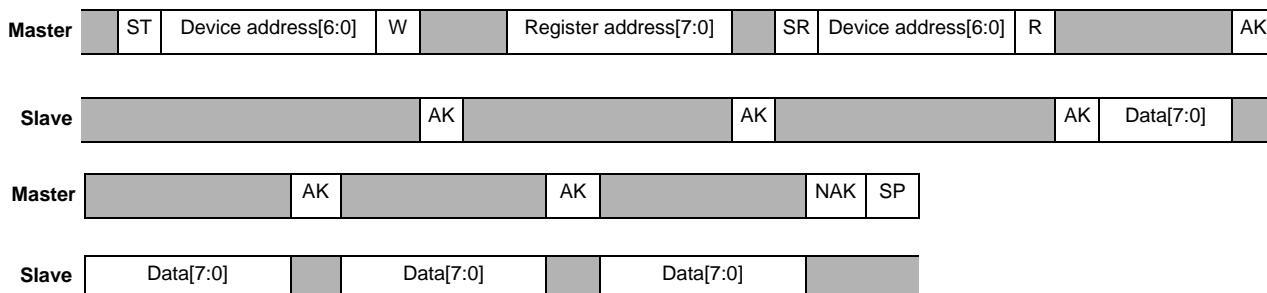 Master ST Device address[6:0] W Register address[7:0] SR Device address[6:0] R AK
Slave AK AK AK Data[7:0]
Master AK AK NAK SP
Slave Data[7:0] Data[7:0] Data[7:0]